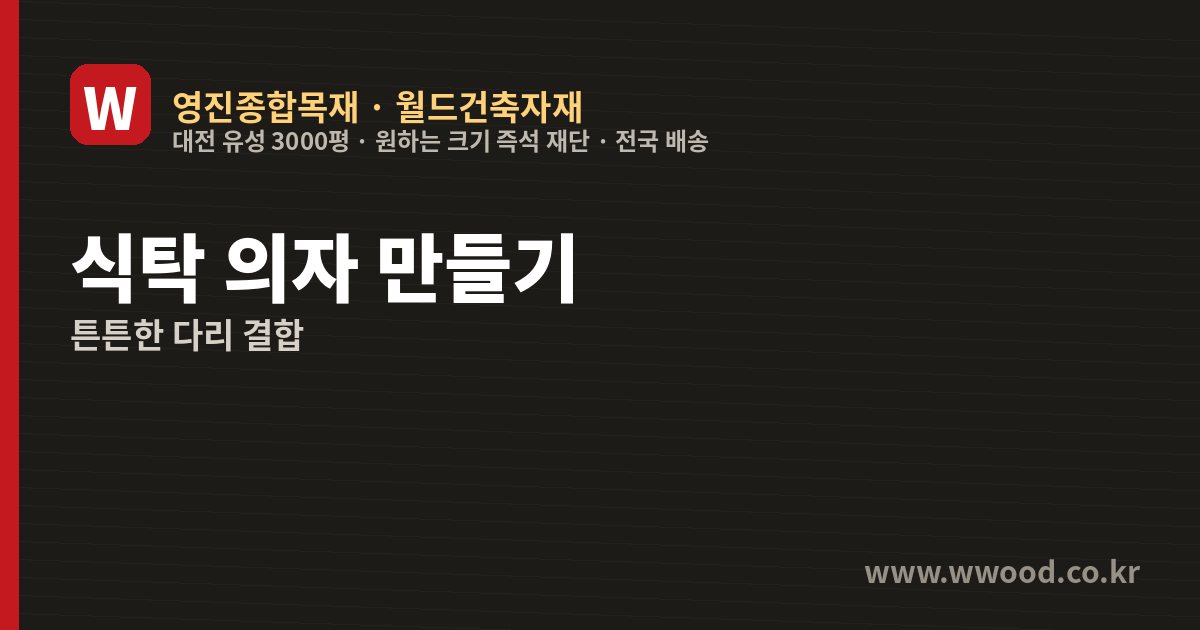 W
영진종합목재 · 월드건축자재
대전 유성 3000평 · 원하는 크기 즉석 재단 · 전국 배송
식탁 의자 만들기
튼튼한 다리 결합
www.wwood.co.kr